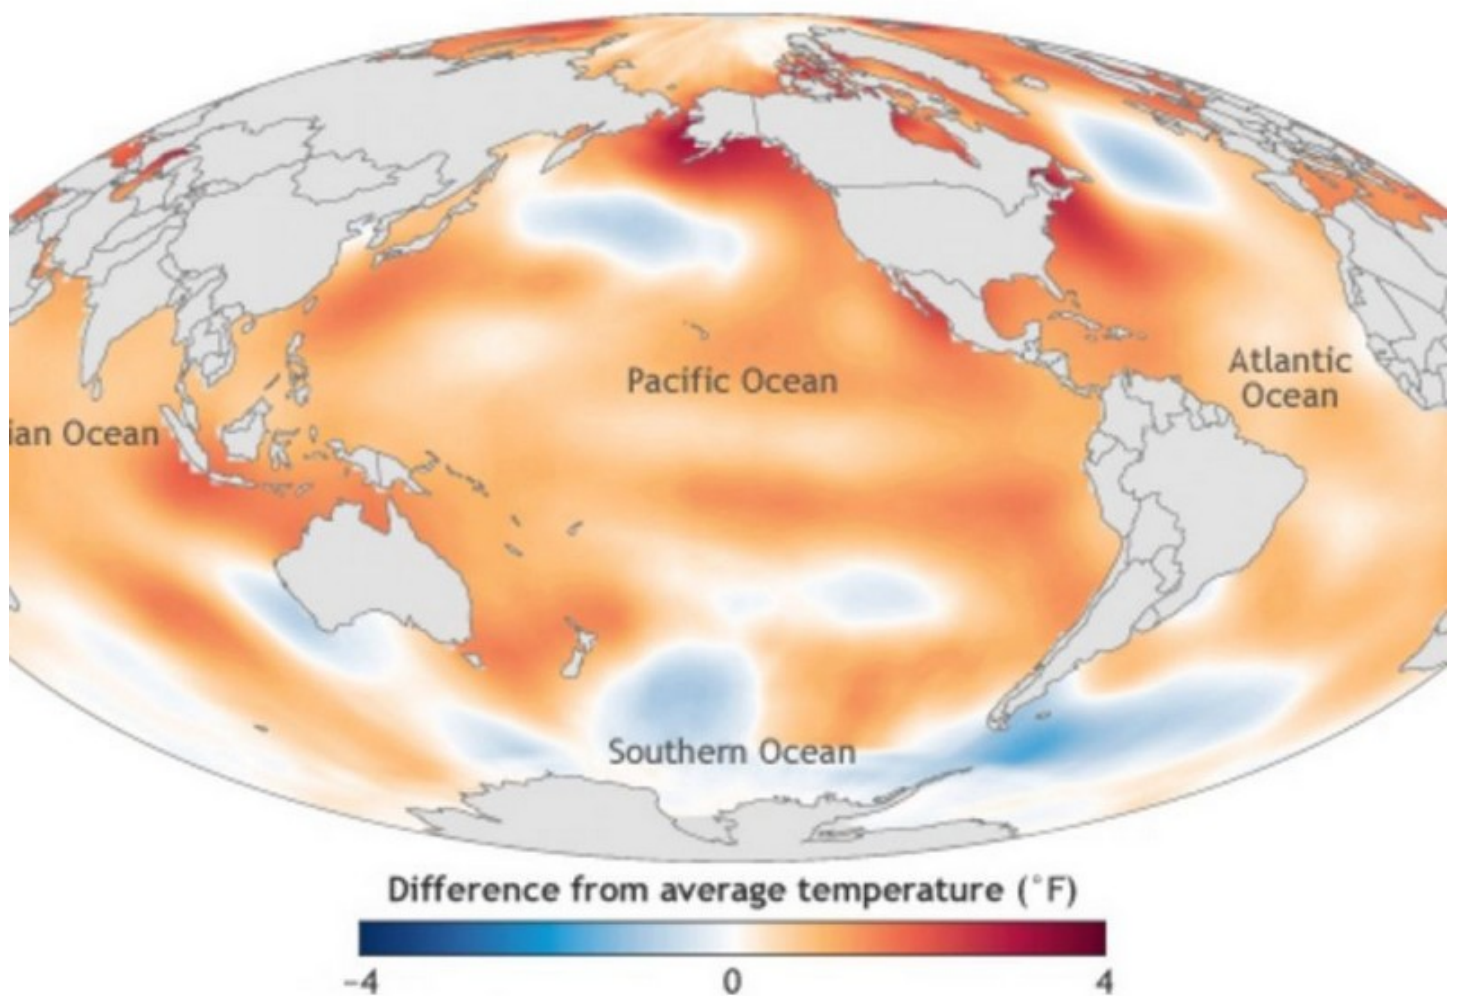 Pacific Ocean
Atlantic
Ocean
ian Ocean
Southern Ocean
Difference from average temperature (°F)
−4 0 4